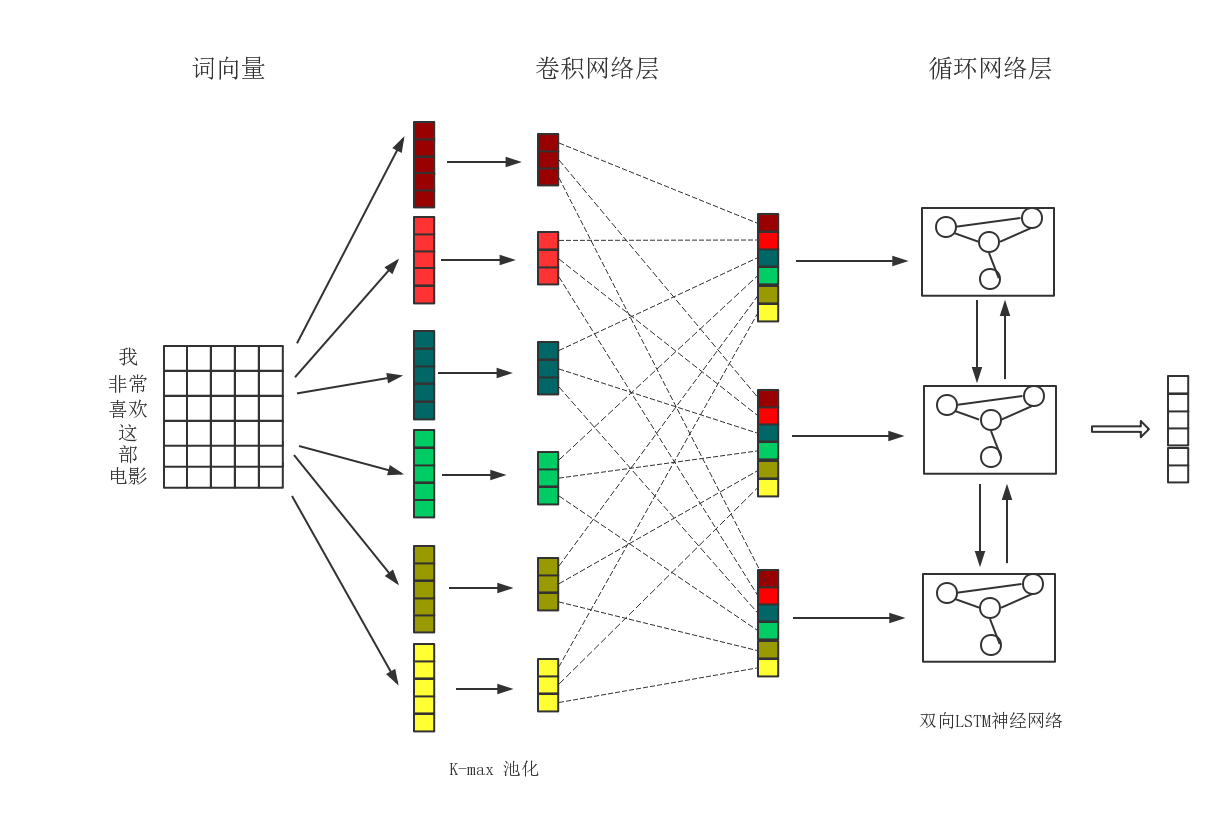 词向量
卷积网络层
循环网络层
我
非常
喜欢
这
部
电影
双向LSTM神经网络
K-max 池化